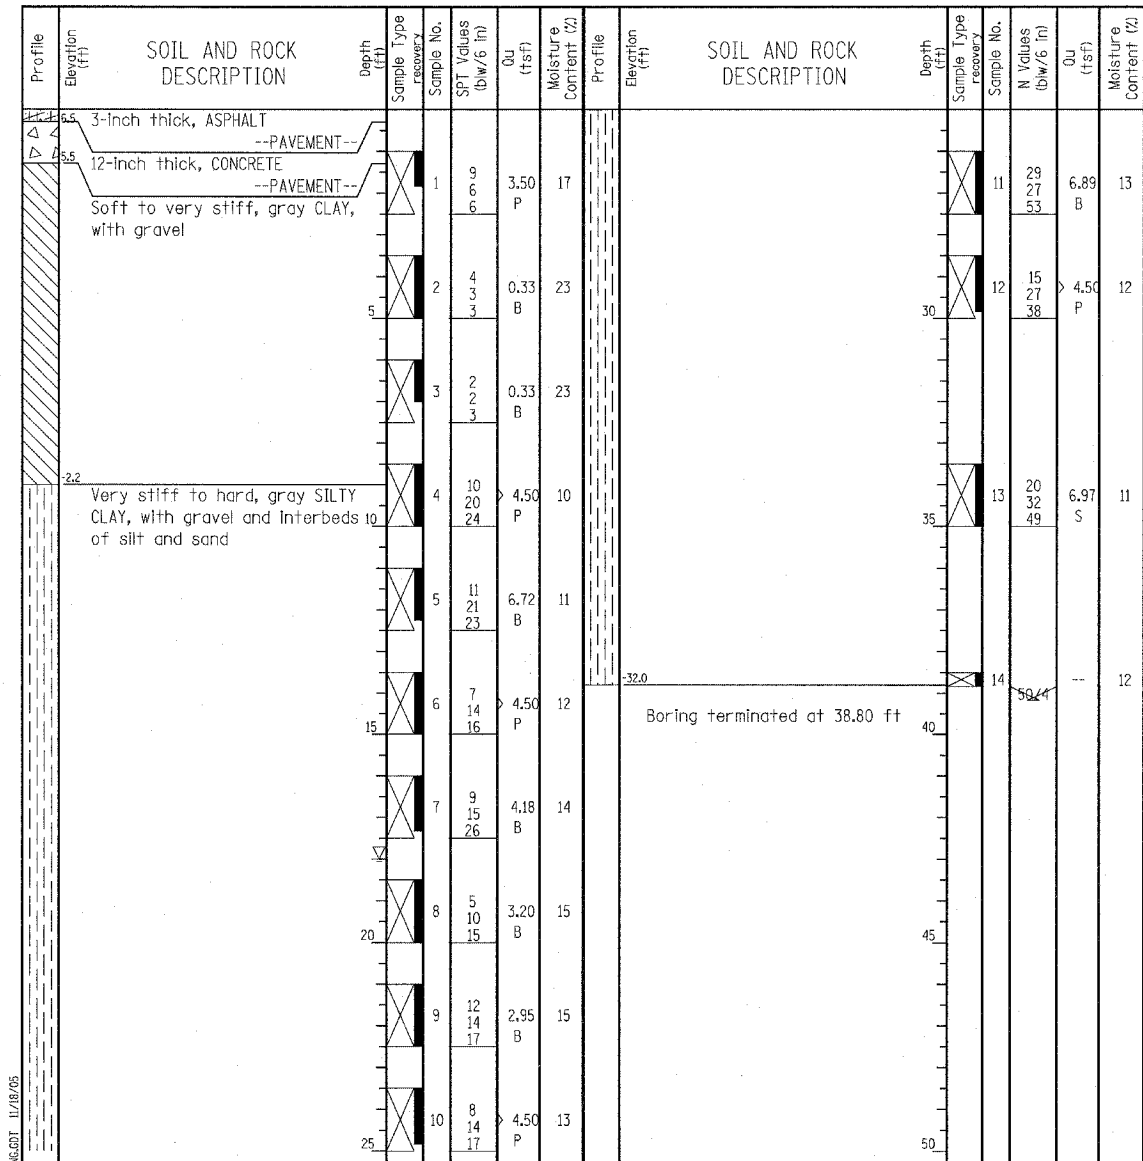 Profile
Elevation (ft)
SOIL AND ROCK
DESCRIPTION
Depth (ft)
Sample Type recovery
Sample No.
SPT Values (blw/6 in)
Qu (tsf)
Moisture Content (%)
Profile
Elevation (ft)
SOIL AND ROCK
DESCRIPTION
Depth (ft)
Sample Type recovery
Sample No.
N Values (blw/6 in)
Qu (tsf)
Moisture Content (%)
6.5 3-inch thick, ASPHALT
--PAVEMENT--
5.5 12-inch thick, CONCRETE
--PAVEMENT--
Soft to very stiff, gray CLAY,
with gravel
1 9 6 6 3.50 P 17
2 4 3 3 0.33 B 23
5
3 2 2 3 0.33 B 23
-2.2
Very stiff to hard, gray SILTY
CLAY, with gravel and interbeds
of silt and sand
4 10 20 24 > 4.50 P 10
10
5 11 21 23 6.72 B 11
6 7 14 16 > 4.50 P 12
15
7 9 15 26 4.18 B 14
8 5 10 15 3.20 B 15
20
9 12 14 17 2.95 B 15
10 8 14 17 > 4.50 P 13
25
11 29 27 53 6.89 B 13
12 15 27 38 > 4.50 P 12
30
13 20 32 49 6.97 S 11
35
-32.0
14 50/4 -- 12
Boring terminated at 38.80 ft
40
45
50
NG.GDT 11/18/05